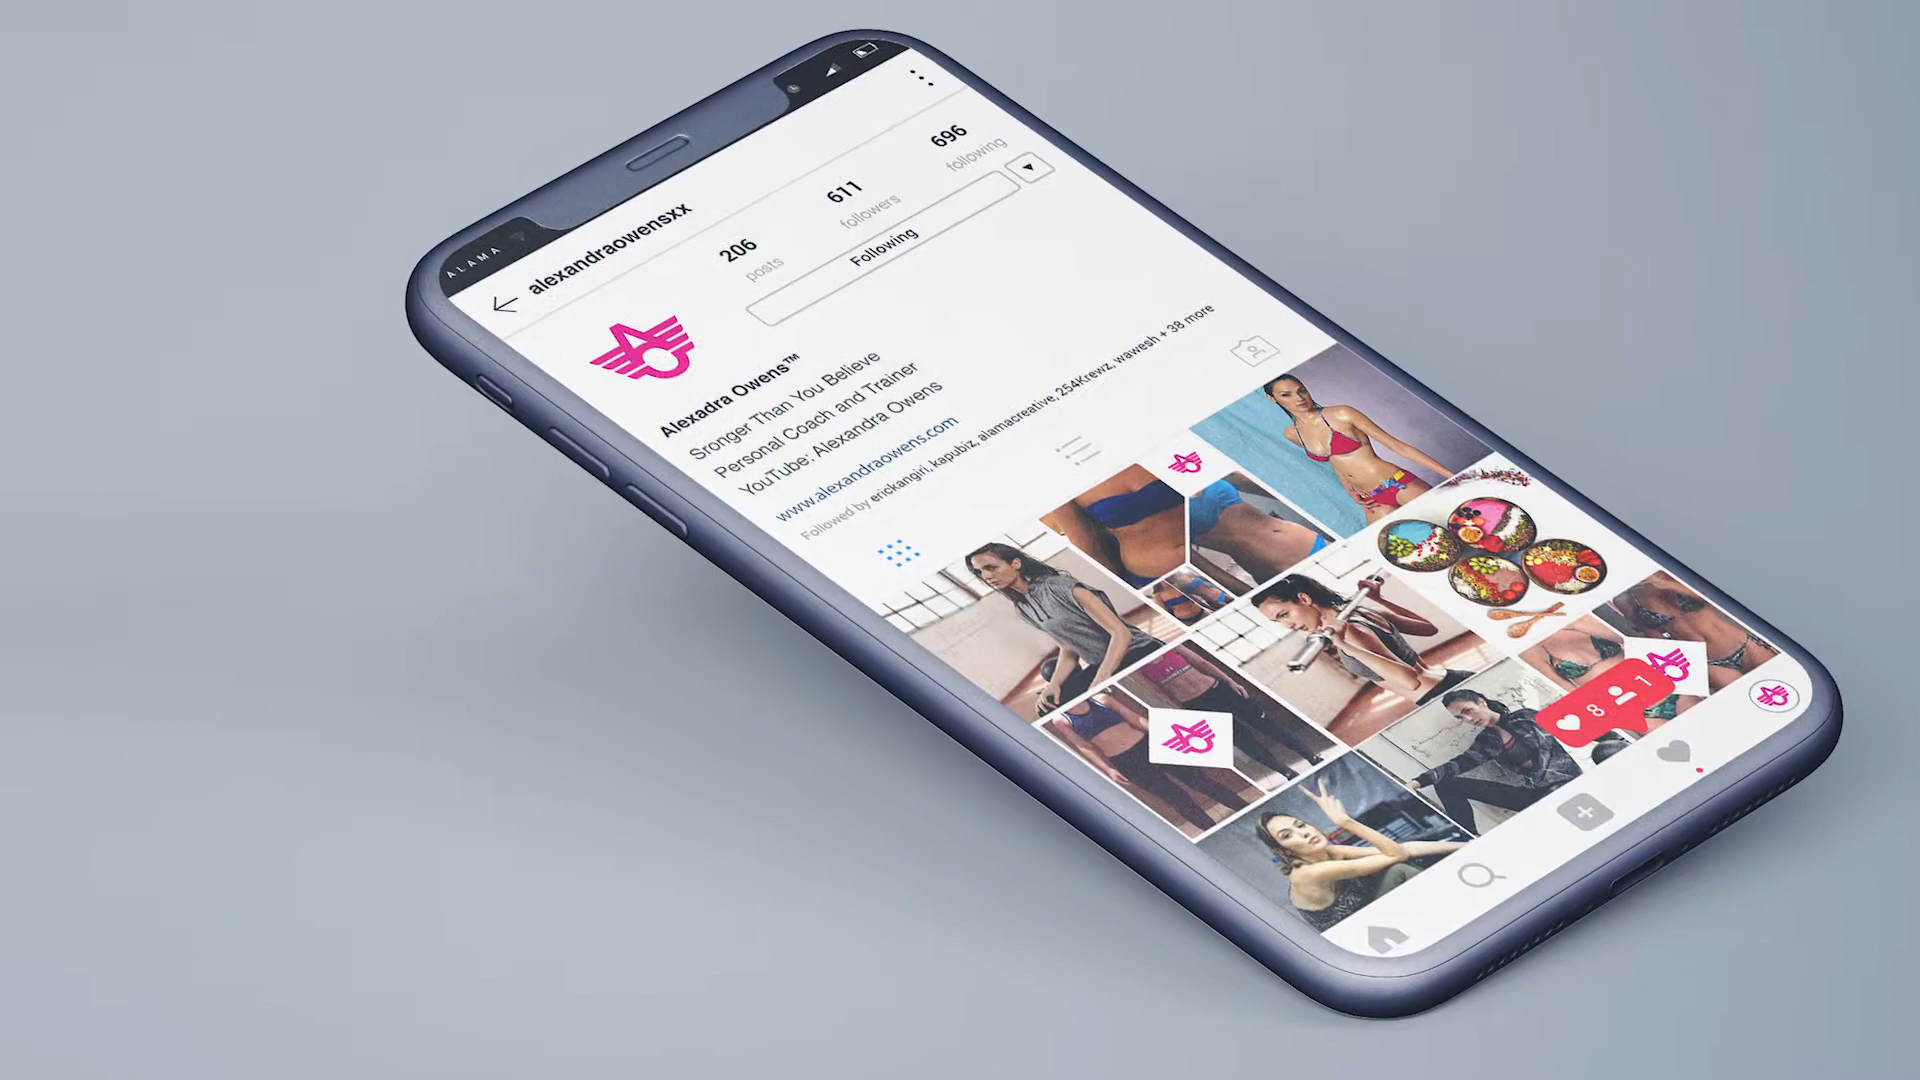 ALAMA
alexandraowensxx
206
posts
611
followers
696
following
Following
Alexadra Owens™
Sronger Than You Believe
Personal Coach and Trainer
YouTube: Alexandra Owens
www.alexandraowens.com
Followed by erickangiri, kapubiz, alamacreative, 254Krewz, wawesh + 38 more
8 1